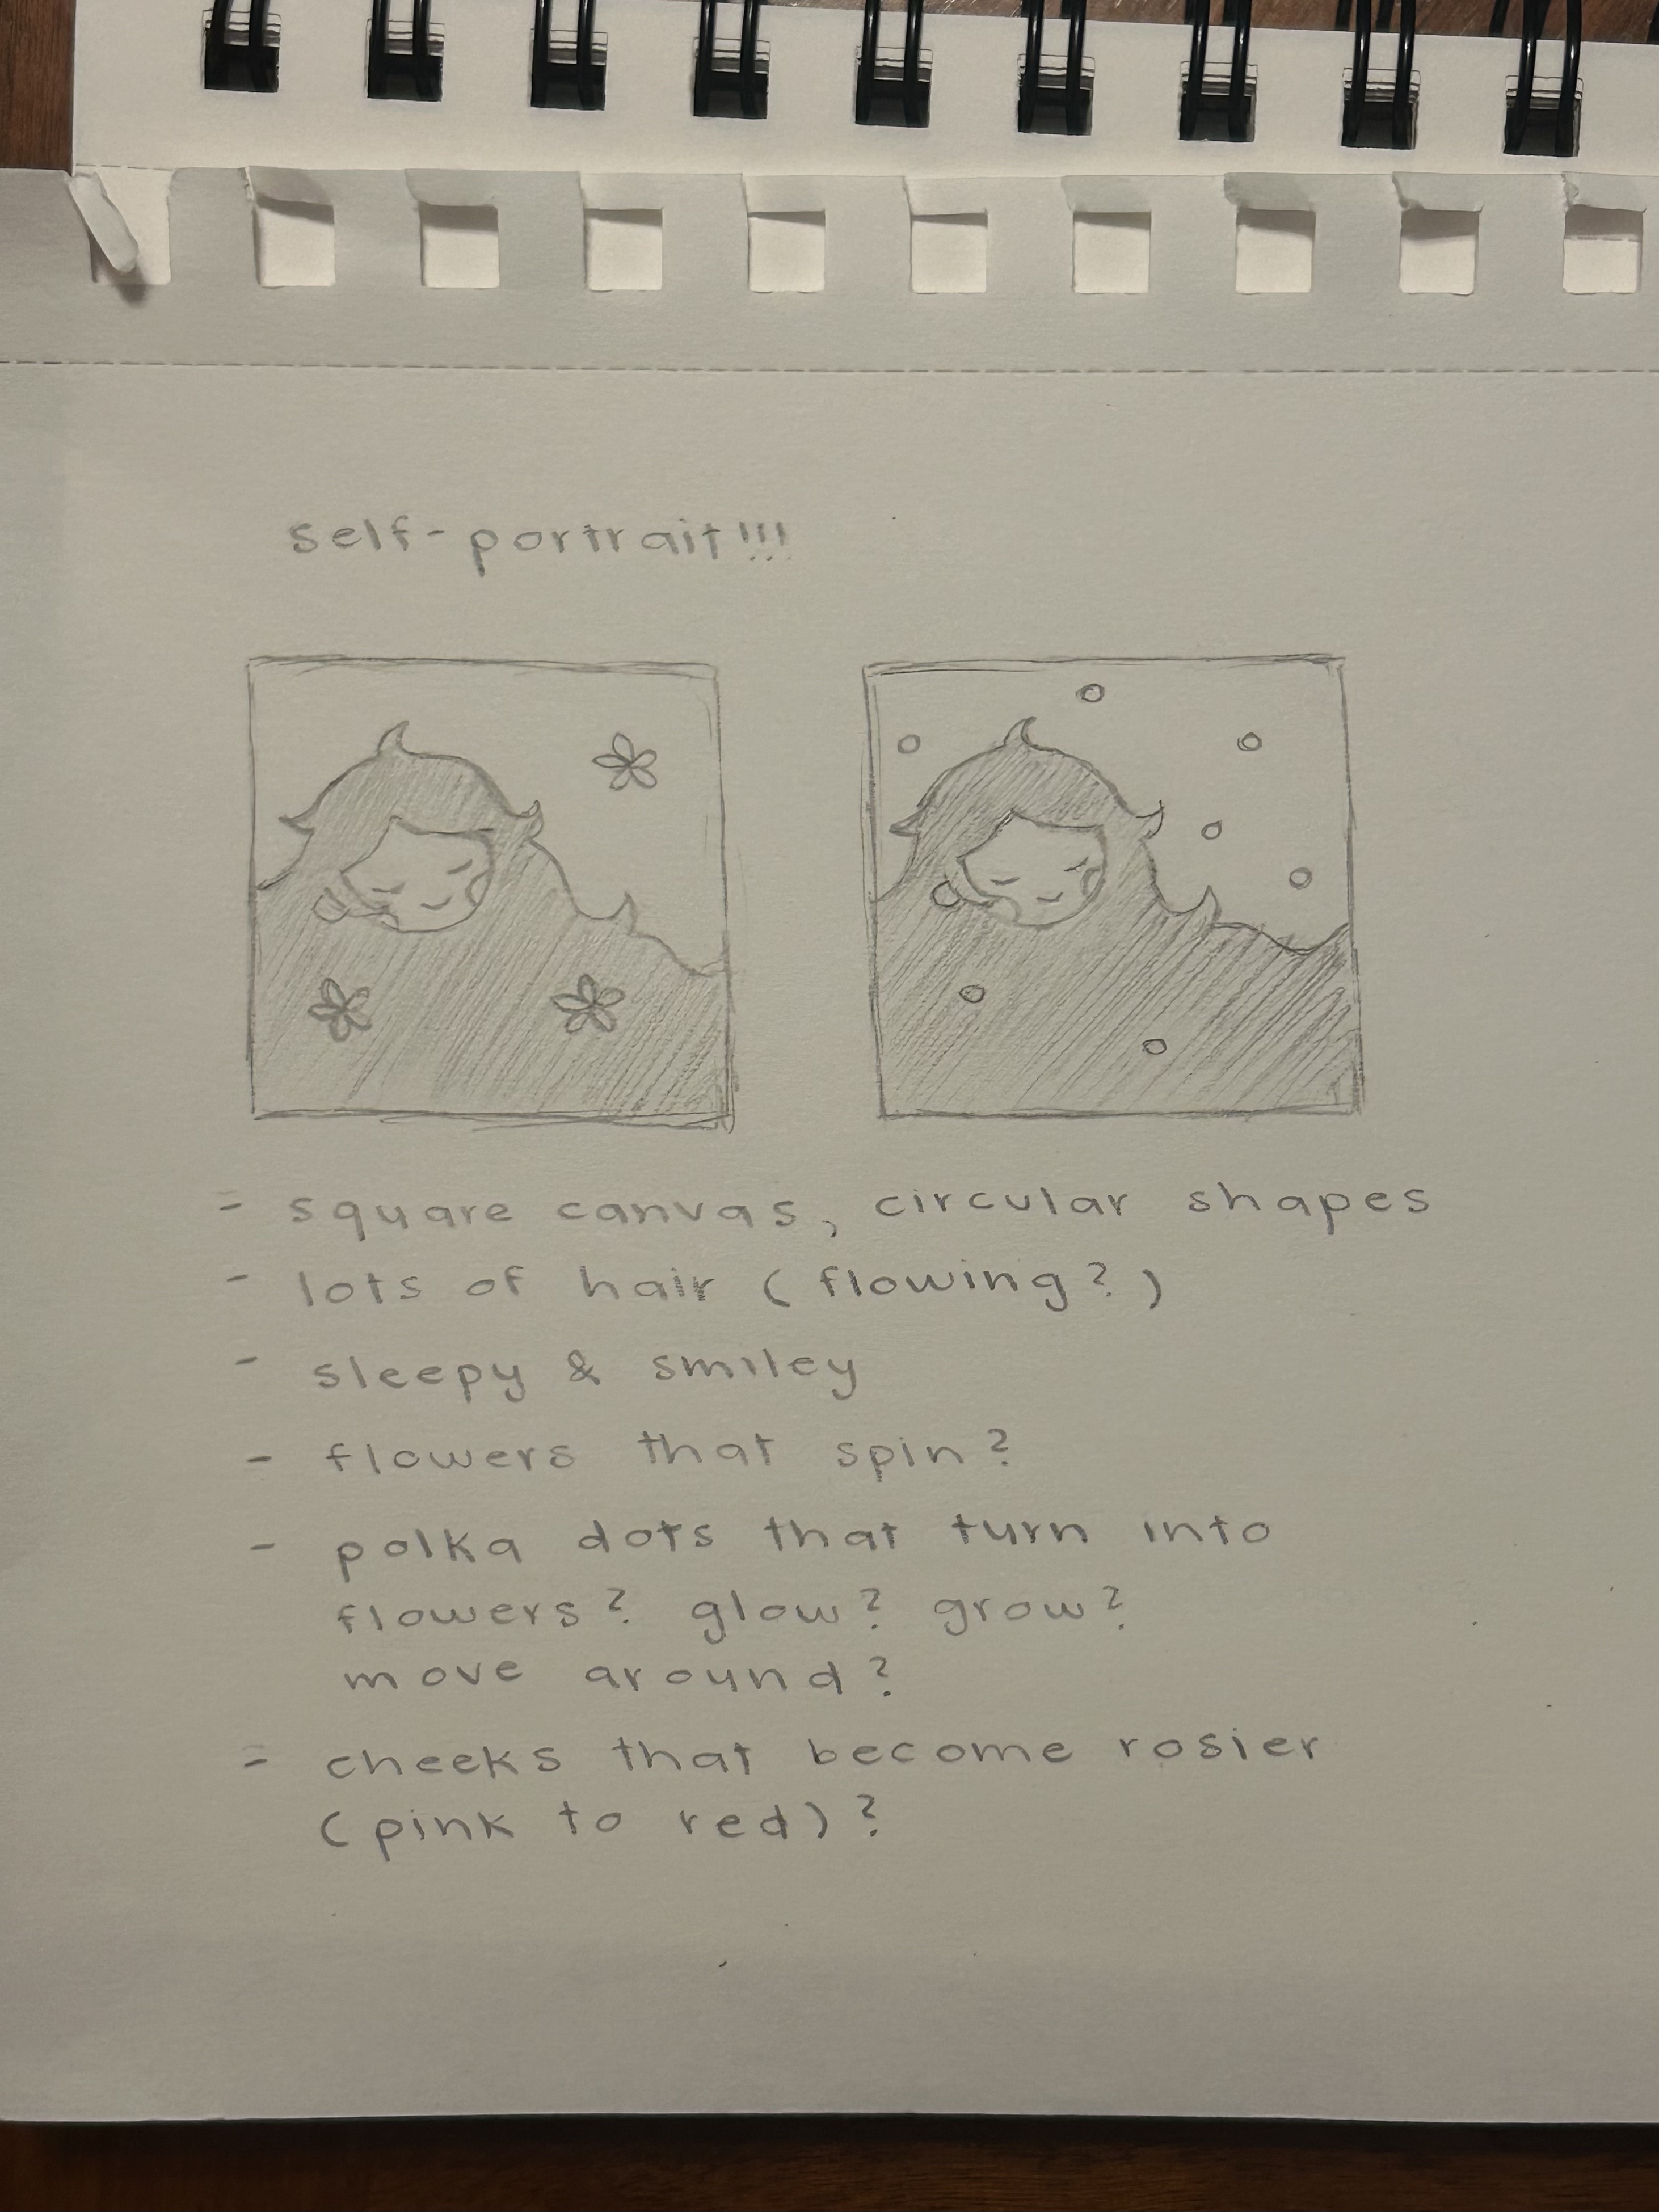 self-portrait!!!
- square canvas, circular shapes
- lots of hair (flowing?)
- sleepy & smiley
- flowers that spin?
- polka dots that turn into
flowers? glow? grow?
move around?
- cheeks that become rosier
(pink to red)?